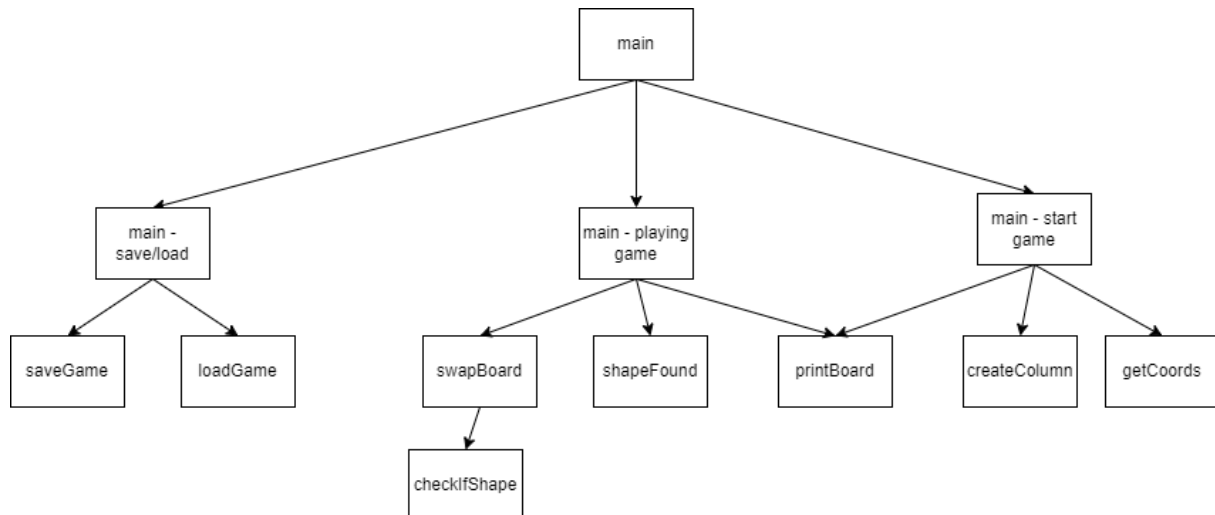 main
main -
save/load
main - playing
game
main - start
game
saveGame
loadGame
swapBoard
shapeFound
printBoard
createColumn
getCoords
checkIfShape